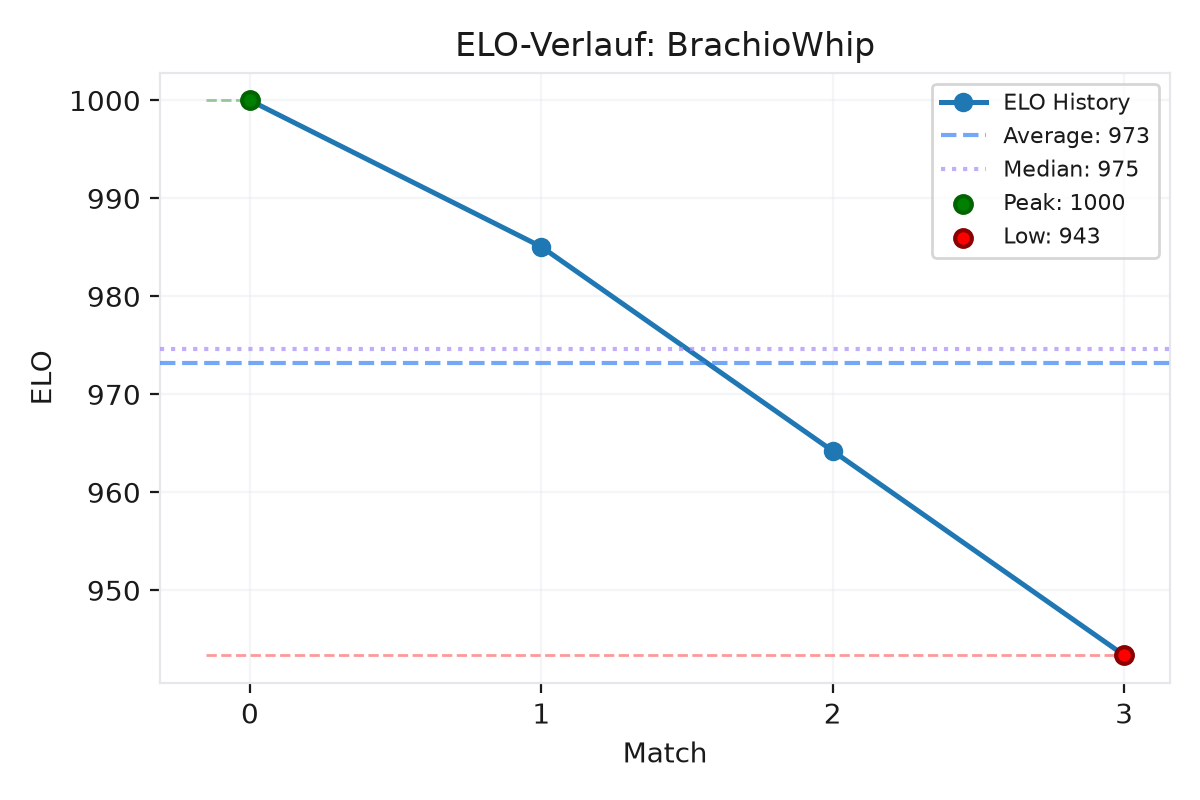 ELO-Verlauf: BrachioWhip
ELO History
Average: 973
Median: 975
Peak: 1000
Low: 943
ELO
1000
990
980
970
960
950
0
1
2
3
Match